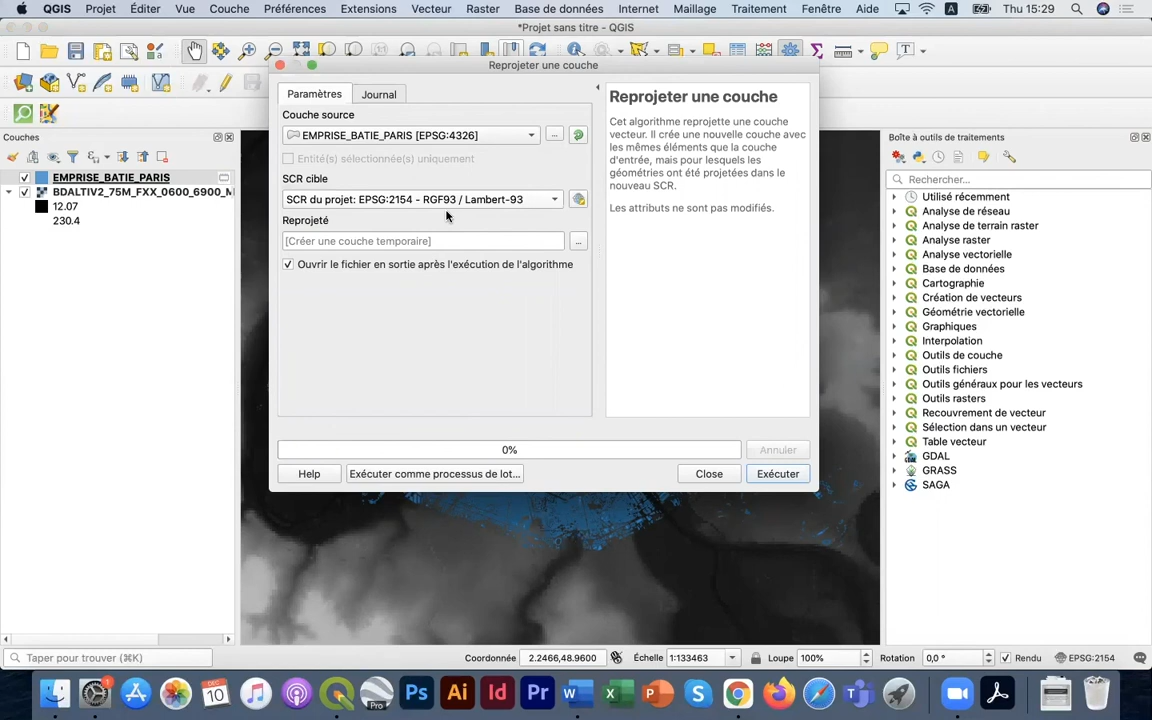 QGIS Projet Éditer Vue Couche Préférences Extensions Vecteur Raster Base de données Internet Maillage Traitement Fenêtre Aide A Thu 15:29
*Projet sans titre - QGIS
Reprojeter une couche
Paramètres Journal
Couche source
EMPRISE_BATIE_PARIS [EPSG:4326] ...
Entité(s) sélectionnée(s) uniquement
SCR cible
SCR du projet: EPSG:2154 - RGF93 / Lambert-93
Reprojeté
[Créer une couche temporaire] ...
Ouvrir le fichier en sortie après l'exécution de l'algorithme
Reprojeter une couche
Cet algorithme reprojette une couche
vecteur. Il crée une nouvelle couche avec
les mêmes éléments que la couche
d'entrée, mais pour lesquels les
géométries ont été projetées dans le
nouveau SCR.
Les attributs ne sont pas modifiés.
0% Annuler
Help Exécuter comme processus de lot... Close Exécuter
Couches
EMPRISE_BATIE_PARIS
BDALTIV2_75M_FXX_0600_6900_M
12.07
230.4
Boîte à outils de traitements
Rechercher...
Utilisé récemment
Analyse de réseau
Analyse de terrain raster
Analyse raster
Analyse vectorielle
Base de données
Cartographie
Création de vecteurs
Géométrie vectorielle
Graphiques
Interpolation
Outils de couche
Outils fichiers
Outils généraux pour les vecteurs
Outils rasters
Recouvrement de vecteur
Sélection dans un vecteur
Table vecteur
GDAL
GRASS
SAGA
Taper pour trouver (⌘K) Coordonnée 2.2466,48.9600 Échelle 1:133463 Loupe 100% Rotation 0,0 ° Rendu EPSG:2154
DEC
10
1
Pro
Ps
Ai
Id
Pr
W
X
P
S